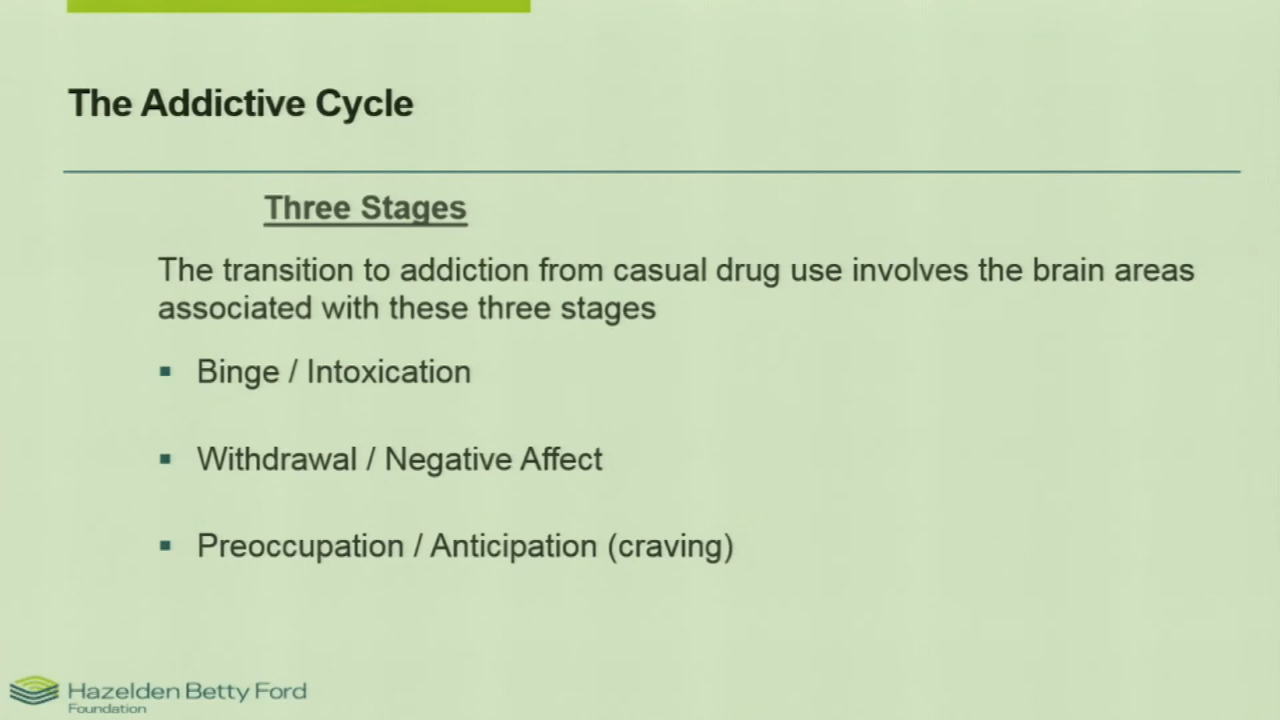 The Addictive Cycle
Three Stages
The transition to addiction from casual drug use involves the brain areas
associated with these three stages
▪ Binge / Intoxication
▪ Withdrawal / Negative Affect
▪ Preoccupation / Anticipation (craving)
Hazelden Betty Ford
Foundation